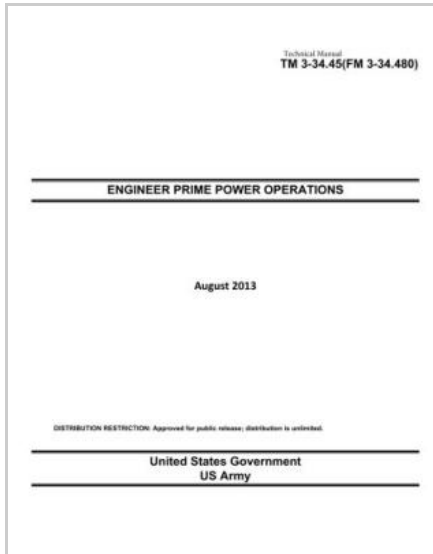 Technical Manual
TM 3-34.45(FM 3-34.480)
ENGINEER PRIME POWER OPERATIONS
August 2013
DISTRIBUTION RESTRICTION: Approved for public release; distribution is unlimited.
United States Government
US Army